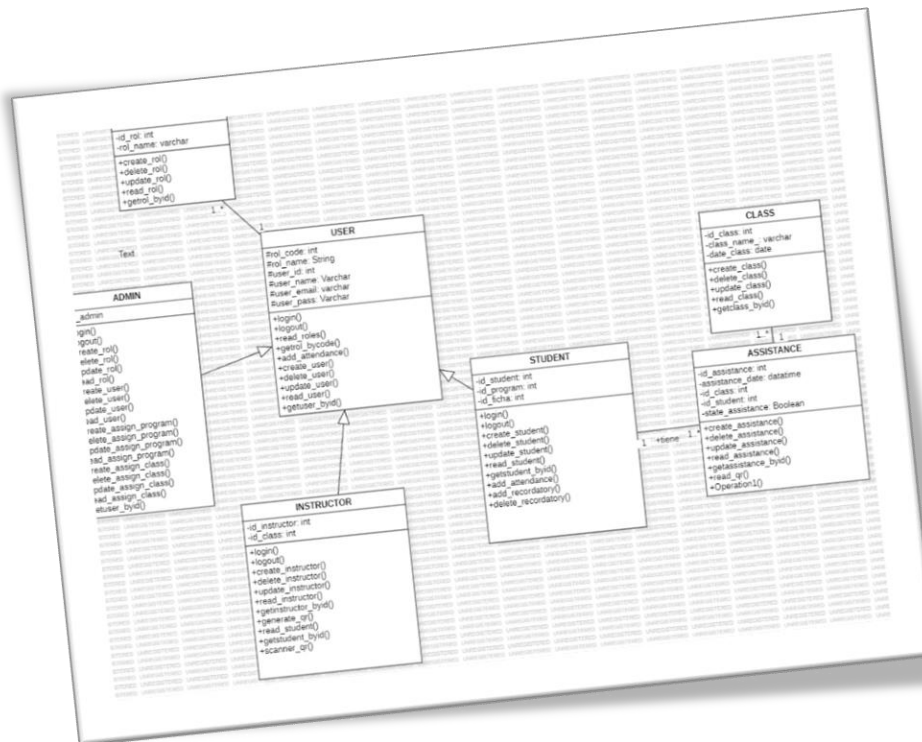 -id_rol: int
-rol_name: varchar
+create_rol()
+delete_rol()
+update_rol()
+read_rol()
+getrol_byid()
1..*
1
Text
USER
#rol_code: int
#rol_name: String
#user_id: int
#user_name: Varchar
#user_email: varchar
#user_pass: Varchar
+login()
+logout()
+read_roles()
+getrol_bycode()
+add_attendance()
+create_user()
+delete_user()
+update_user()
+read_user()
+getuser_byid()
ADMIN
_admin
gin()
gout()
reate_rol()
elete_rol()
pdate_rol()
ad_rol()
reate_user()
elete_user()
pdate_user()
ad_user()
reate_assign_program()
elete_assign_program()
pdate_assign_program()
ad_assign_program()
reate_assign_class()
elete_assign_class()
pdate_assign_class()
ad_assign_class()
etuser_byid()
INSTRUCTOR
-id_instructor: int
-id_class: int
+login()
+logout()
+create_instructor()
+delete_instructor()
+update_instructor()
+read_instructor()
+getinstructor_byid()
+generate_qr()
+read_student()
+getstudent_byid()
+scanner_qr()
STUDENT
-id_student: int
-id_program: int
-id_ficha: int
+login()
+logout()
+create_student()
+delete_student()
+update_student()
+read_student()
+getstudent_byid()
+add_attendance()
+add_recordatory()
+delete_recordatory()
1 +tiene 1..*
CLASS
-id_class: int
-class_name_: varchar
-date_class: date
+create_class()
+delete_class()
+update_class()
+read_class()
+getclass_byid()
1..* 1
ASSISTANCE
-id_assistance: int
-assistance_date: datatime
-id_class: int
-id_student: int
-state_assistance: Boolean
+create_assistance()
+delete_assistance()
+update_assistance()
+read_assistance()
+getassistance_byid()
+read_qr()
+Operation1()